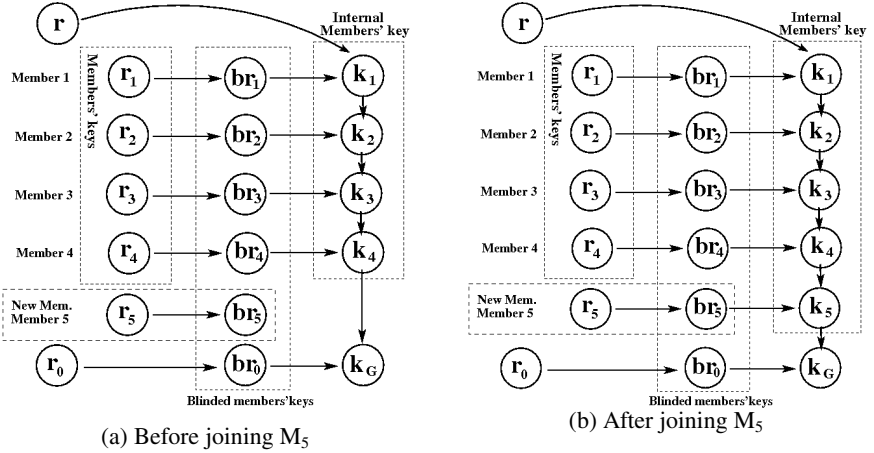 r
Internal
Members' key
Member 1
Members' keys
r1
br1
k1
Member 2
r2
br2
k2
Member 3
r3
br3
k3
Member 4
r4
br4
k4
New Mem.
Member 5
r5
br5
r0
br0
kG
Blinded members'keys
(a) Before joining M5
r
Internal
Members' key
Member 1
Members' keys
r1
br1
k1
Member 2
r2
br2
k2
Member 3
r3
br3
k3
Member 4
r4
br4
k4
New Mem.
Member 5
r5
br5
k5
r0
br0
kG
Blinded members'keys
(b) After joining M5